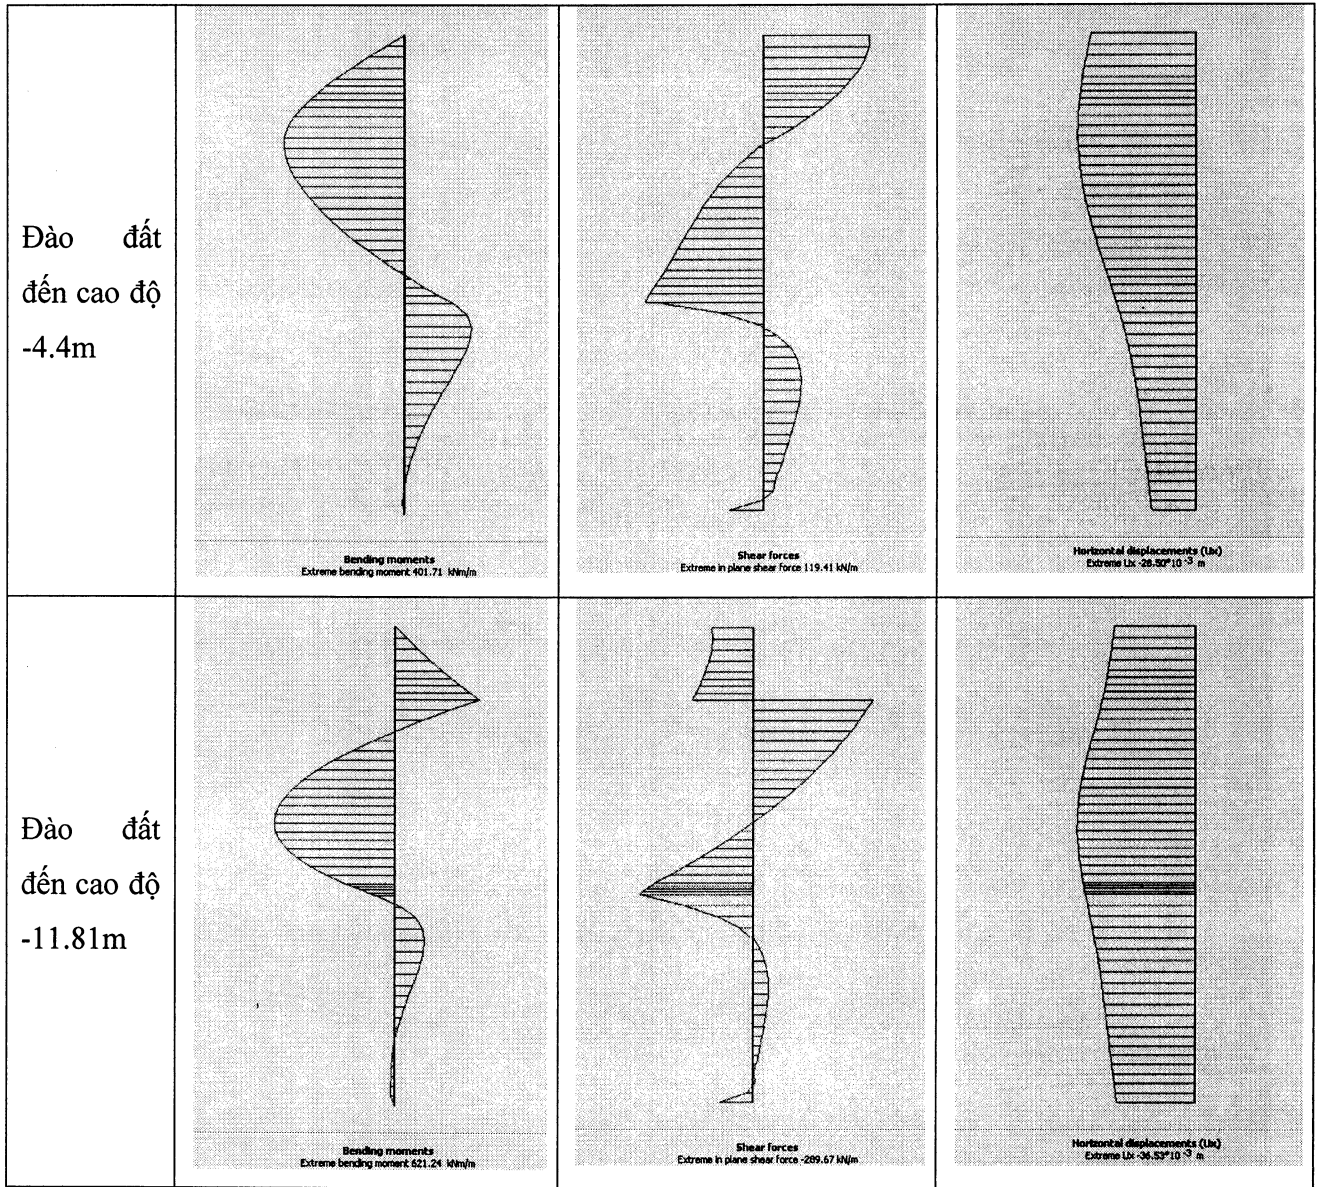 Đào đất
đến cao độ
-4.4m
Bending moments
Extreme bending moment 401.71 kNm/m
Shear forces
Extreme in plane shear force 119.41 kN/m
Horizontal displacements (Ux)
Extreme Ux -28.50*10 -3 m
Đào đất
đến cao độ
-11.81m
Bending moments
Extreme bending moment 621.24 kNm/m
Shear forces
Extreme in plane shear force -289.67 kN/m
Horizontal displacements (Ux)
Extreme Ux -36.53*10 -3 m